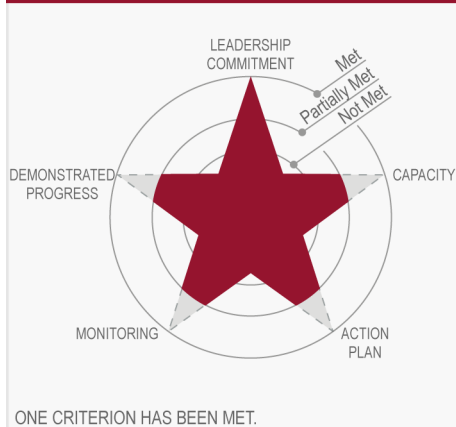 LEADERSHIP
COMMITMENT
Met
Partially Met
Not Met
DEMONSTRATED
PROGRESS
CAPACITY
MONITORING
ACTION
PLAN
ONE CRITERION HAS BEEN MET.